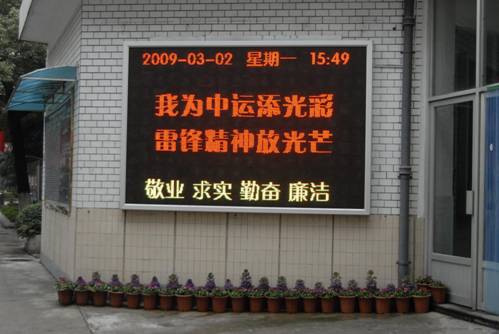 2009-03-02 星期一 15:49
我为中运添光彩
雷锋精神放光芒
敬业 求实 勤奋 廉洁